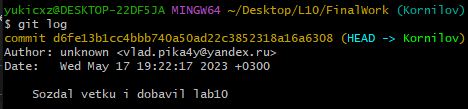 yukicxz@DESKTOP-22DF5JA MINGW64 ~/Desktop/L10/FinalWork (Kornilov)
$ git log
commit d6fe13b1cc4bbb740a50ad22c3852318a16a6308 (HEAD -> Kornilov)
Author: unknown <vlad.pika4y@yandex.ru>
Date:   Wed May 17 19:22:17 2023 +0300
Sozdal vetku i dobavil lab10